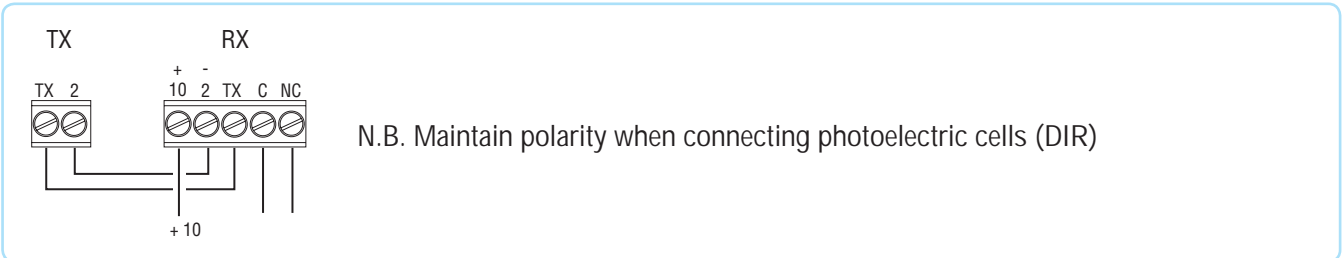 TX RX
+ -
TX 2 10 2 TX C NC
N.B. Maintain polarity when connecting photoelectric cells (DIR)
+ 10